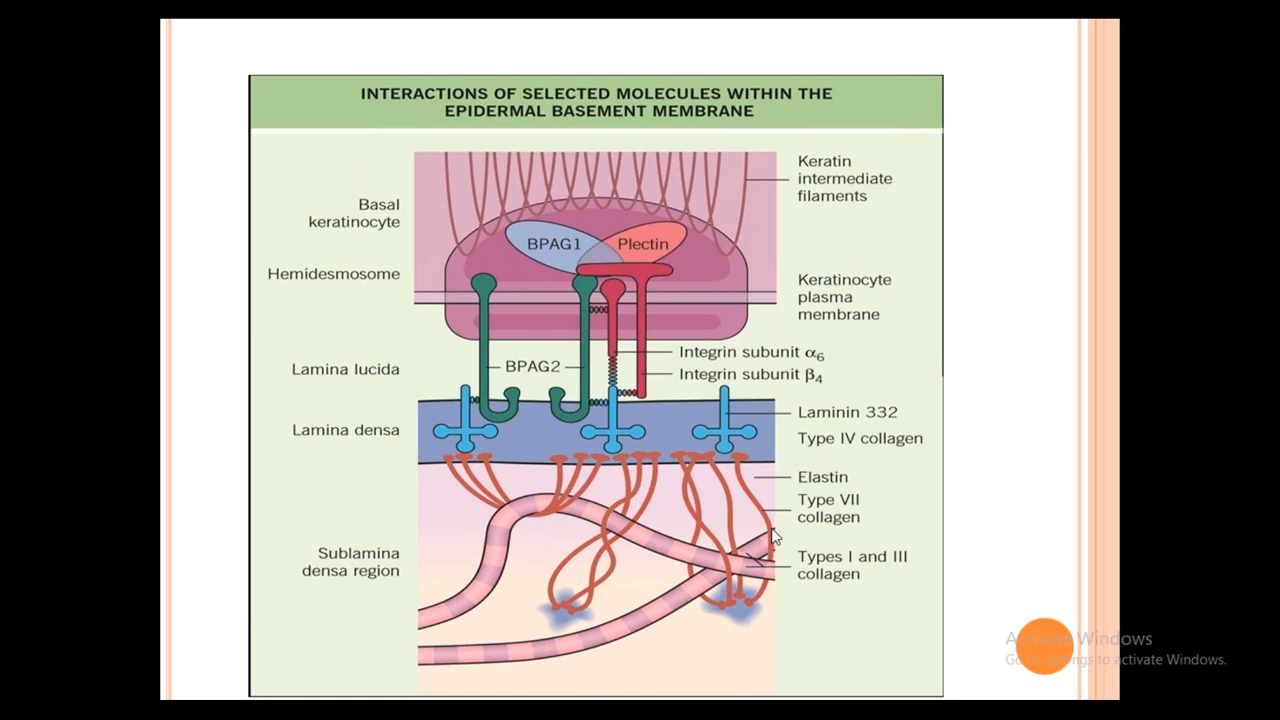 INTERACTIONS OF SELECTED MOLECULES WITHIN THE
EPIDERMAL BASEMENT MEMBRANE
Keratin
intermediate
filaments
Basal
keratinocyte
BPAG1
Plectin
Hemidesmosome
Keratinocyte
plasma
membrane
Integrin subunit α6
Lamina lucida
BPAG2
Integrin subunit β4
Laminin 332
Lamina densa
Type IV collagen
Elastin
Type VII
collagen
Sublamina
densa region
Types I and III
collagen
Activate Windows
Go to Settings to activate Windows.